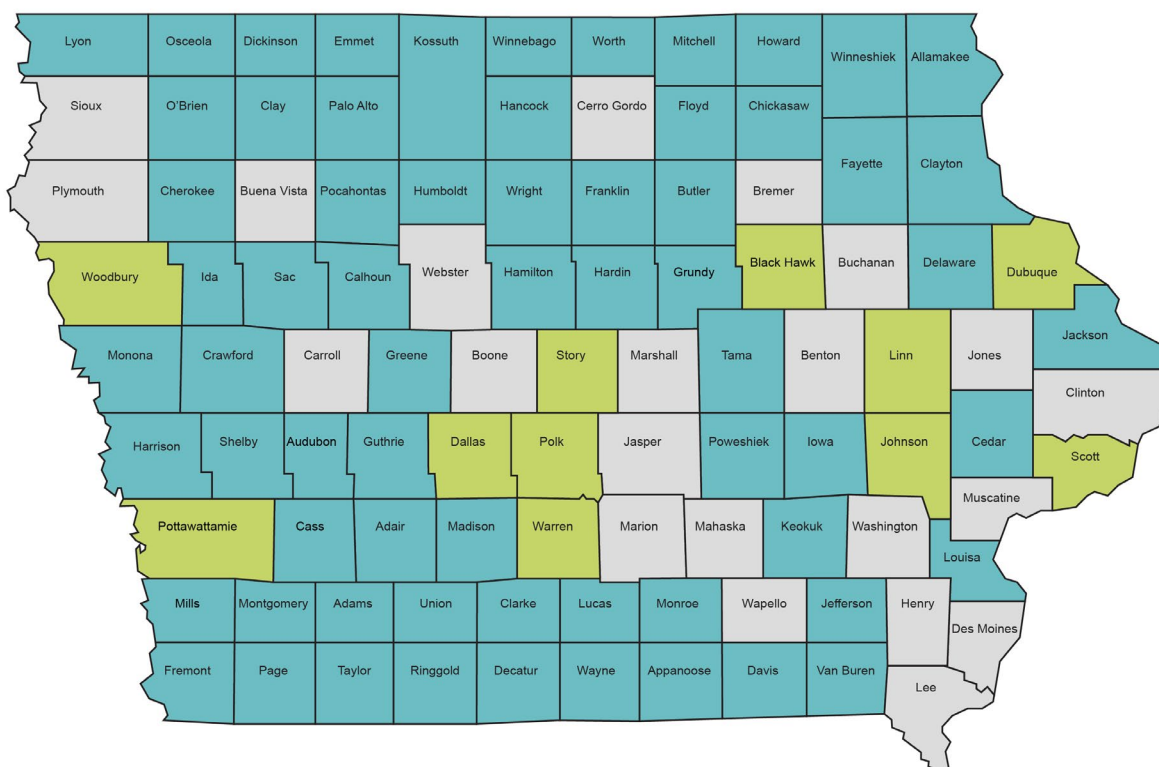 Lyon
Osceola
Dickinson
Emmet
Kossuth
Winnebago
Worth
Mitchell
Howard
Winneshiek
Allamakee
Sioux
O'Brien
Clay
Palo Alto
Hancock
Cerro Gordo
Floyd
Chickasaw
Fayette
Clayton
Plymouth
Cherokee
Buena Vista
Pocahontas
Humboldt
Wright
Franklin
Butler
Bremer
Woodbury
Ida
Sac
Calhoun
Webster
Hamilton
Hardin
Grundy
Black Hawk
Buchanan
Delaware
Dubuque
Monona
Crawford
Carroll
Greene
Boone
Story
Marshall
Tama
Benton
Linn
Jones
Jackson
Clinton
Harrison
Shelby
Audubon
Guthrie
Dallas
Polk
Jasper
Poweshiek
Iowa
Johnson
Cedar
Scott
Muscatine
Pottawattamie
Cass
Adair
Madison
Warren
Marion
Mahaska
Keokuk
Washington
Louisa
Mills
Montgomery
Adams
Union
Clarke
Lucas
Monroe
Wapello
Jefferson
Henry
Des Moines
Fremont
Page
Taylor
Ringgold
Decatur
Wayne
Appanoose
Davis
Van Buren
Lee